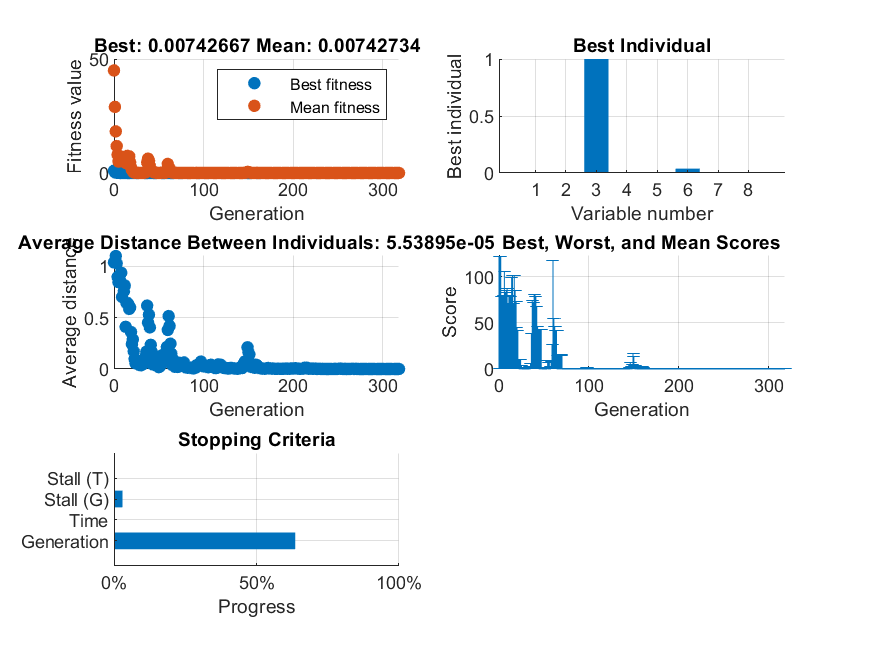 Best: 0.00742667 Mean: 0.00742734
50
0
Fitness value
Best fitness
Mean fitness
0 100 200 300
Generation
Best Individual
1
0.5
0
Best individual
1 2 3 4 5 6 7 8
Variable number
Average Distance Between Individuals: 5.53895e-05
1
0.5
0
Average distance
0 100 200 300
Generation
Best, Worst, and Mean Scores
100
50
0
Score
0 100 200 300
Generation
Stopping Criteria
Stall (T)
Stall (G)
Time
Generation
0% 50% 100%
Progress